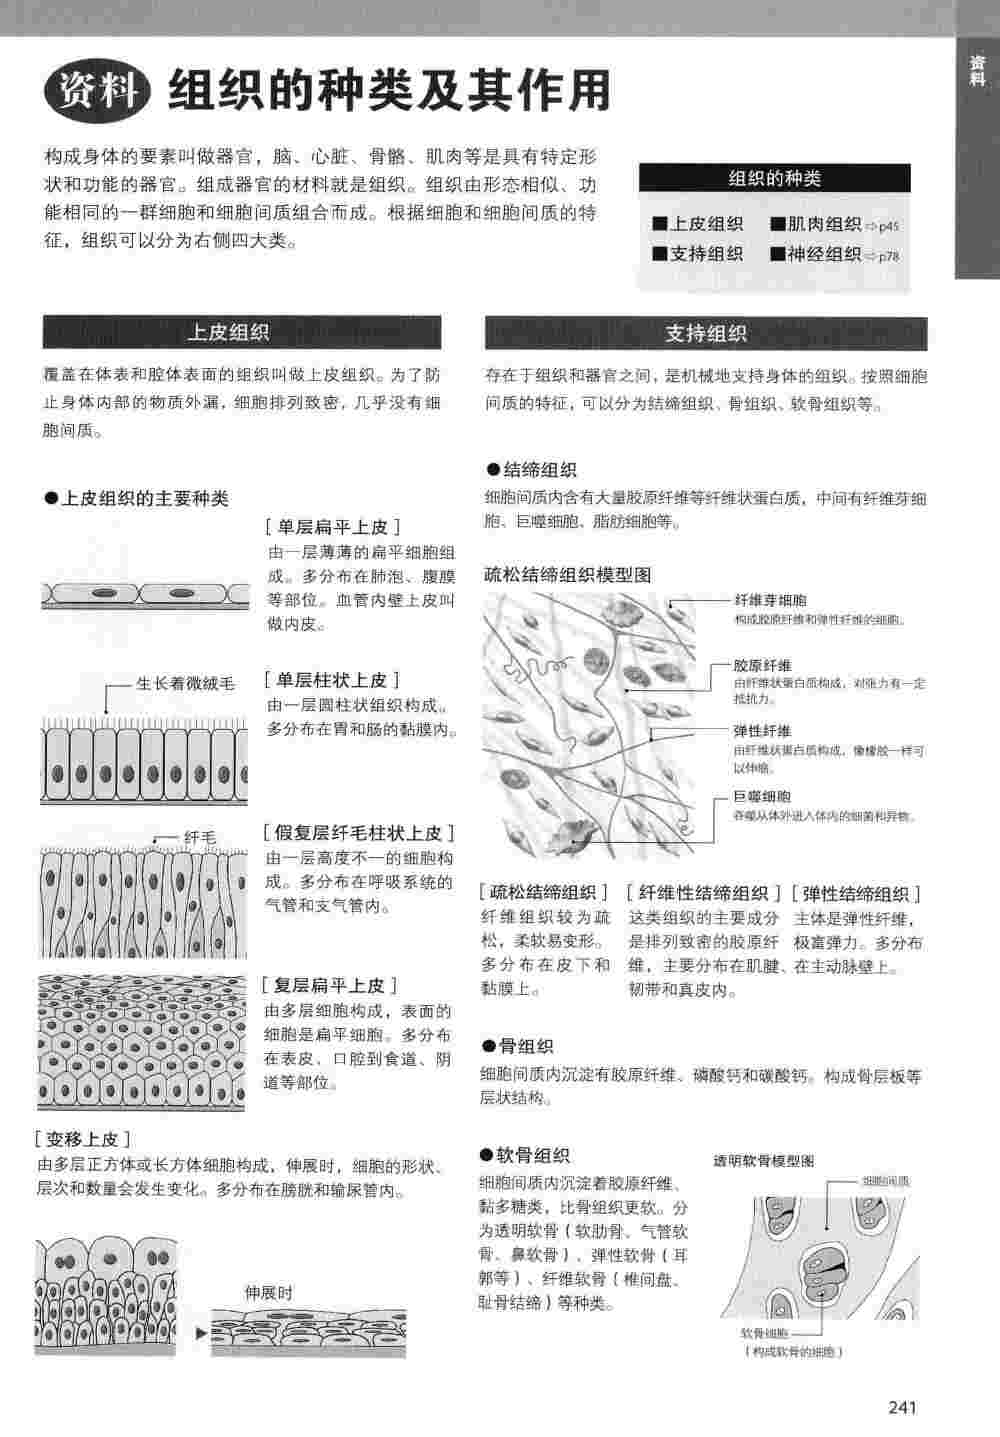 资料
资料 组织的种类及其作用
构成身体的要素叫做器官，脑、心脏、骨骼、肌肉等是具有特定形
状和功能的器官。组成器官的材料就是组织。组织由形态相似、功
能相同的一群细胞和细胞间质组合而成。根据细胞和细胞间质的特
征，组织可以分为右侧四大类。
组织的种类
■上皮组织 ■肌肉组织⇨p45
■支持组织 ■神经组织⇨p78
上皮组织
覆盖在体表和腔体表面的组织叫做上皮组织。为了防
止身体内部的物质外漏，细胞排列致密，几乎没有细
胞间质。
●上皮组织的主要种类
［单层扁平上皮］
由一层薄薄的扁平细胞组
成。多分布在肺泡、腹膜
等部位。血管内壁上皮叫
做内皮。
生长着微绒毛
［单层柱状上皮］
由一层圆柱状组织构成。
多分布在胃和肠的黏膜内。
纤毛
［假复层纤毛柱状上皮］
由一层高度不一的细胞构
成。多分布在呼吸系统的
气管和支气管内。
［复层扁平上皮］
由多层细胞构成，表面的
细胞是扁平细胞。多分布
在表皮、口腔到食道、阴
道等部位。
［变移上皮］
由多层正方体或长方体细胞构成，伸展时，细胞的形状、
层次和数量会发生变化。多分布在膀胱和输尿管内。
伸展时
支持组织
存在于组织和器官之间，是机械地支持身体的组织。按照细胞
间质的特征，可以分为结缔组织、骨组织、软骨组织等。
●结缔组织
细胞间质内含有大量胶原纤维等纤维状蛋白质，中间有纤维芽细
胞、巨噬细胞、脂肪细胞等。
疏松结缔组织模型图
纤维芽细胞
构成胶原纤维和弹性纤维的细胞。
胶原纤维
由纤维状蛋白质构成，对张力有一定
抵抗力。
弹性纤维
由纤维状蛋白质构成，像橡胶一样可
以伸缩。
巨噬细胞
吞噬从体外进入体内的细菌和异物。
［疏松结缔组织］
纤维组织较为疏
松，柔软易变形。
多分布在皮下和
黏膜上。
［纤维性结缔组织］
这类组织的主要成分
是排列致密的胶原纤
维，主要分布在肌腱、
韧带和真皮内。
［弹性结缔组织］
主体是弹性纤维，
极富弹力。多分布
在主动脉壁上。
●骨组织
细胞间质内沉淀有胶原纤维、磷酸钙和碳酸钙。构成骨层板等
层状结构。
●软骨组织
细胞间质内沉淀着胶原纤维、
黏多糖类，比骨组织更软。分
为透明软骨（软肋骨、气管软
骨、鼻软骨）、弹性软骨（耳
郭等）、纤维软骨（椎间盘、
耻骨结缔）等种类。
透明软骨模型图
细胞间质
软骨细胞
（构成软骨的细胞）
241